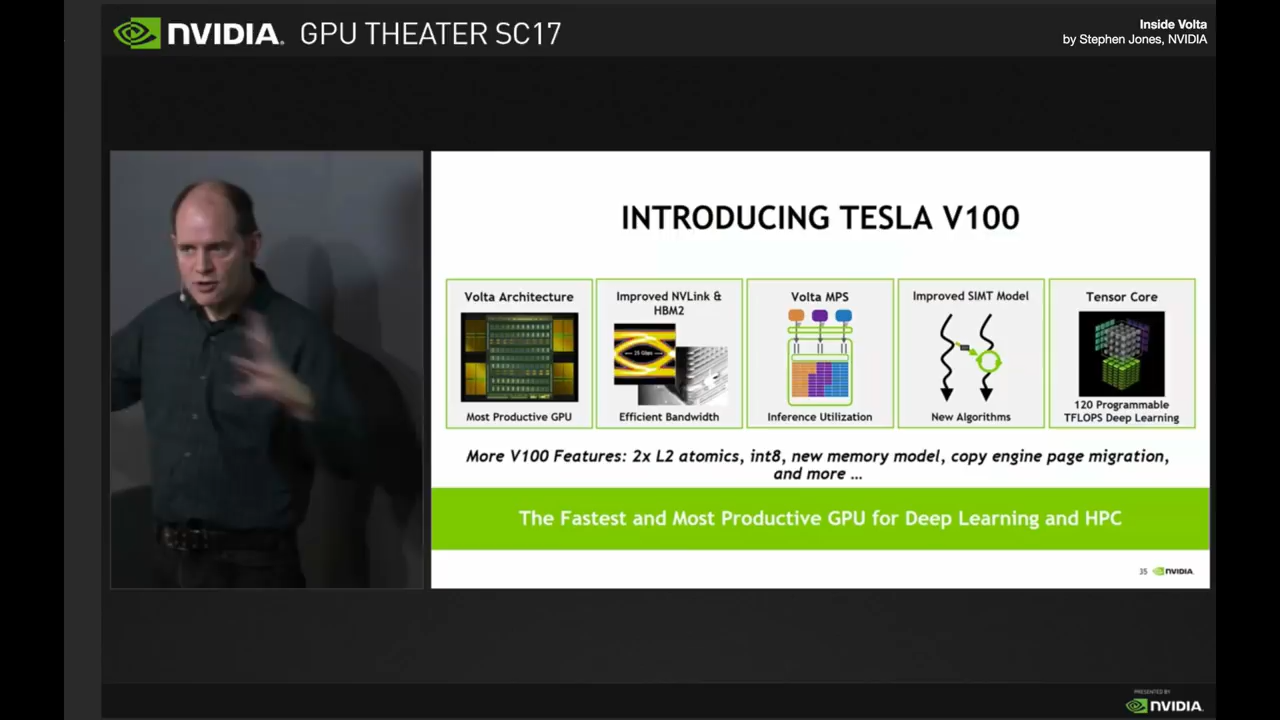 NVIDIA. GPU THEATER SC17
Inside Volta
by Stephen Jones, NVIDIA
INTRODUCING TESLA V100
Volta Architecture
Most Productive GPU
Improved NVLink &
HBM2
Efficient Bandwidth
Volta MPS
Inference Utilization
Improved SIMT Model
New Algorithms
Tensor Core
120 Programmable
TFLOPS Deep Learning
More V100 Features: 2x L2 atomics, int8, new memory model, copy engine page migration,
and more ...
The Fastest and Most Productive GPU for Deep Learning and HPC
35 NVIDIA.
PRESENTED BY
NVIDIA.